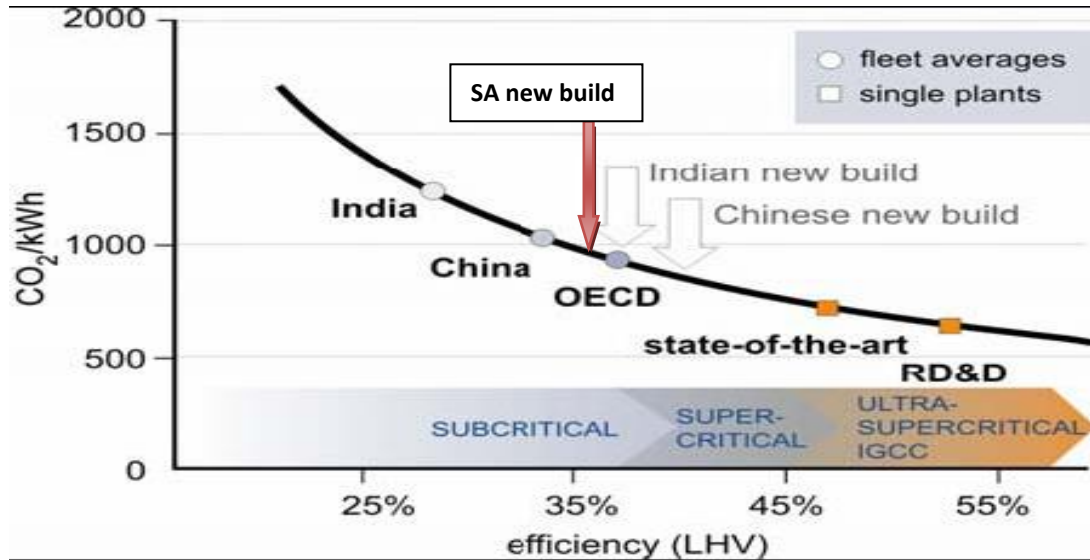 2000
1500
1000
500
0
CO₂/kWh
SA new build
fleet averages
single plants
Indian new build
Chinese new build
India
China
OECD
state-of-the-art
RD&D
SUBCRITICAL
SUPER-
CRITICAL
ULTRA-
SUPERCRITICAL
IGCC
25%
35%
45%
55%
efficiency (LHV)